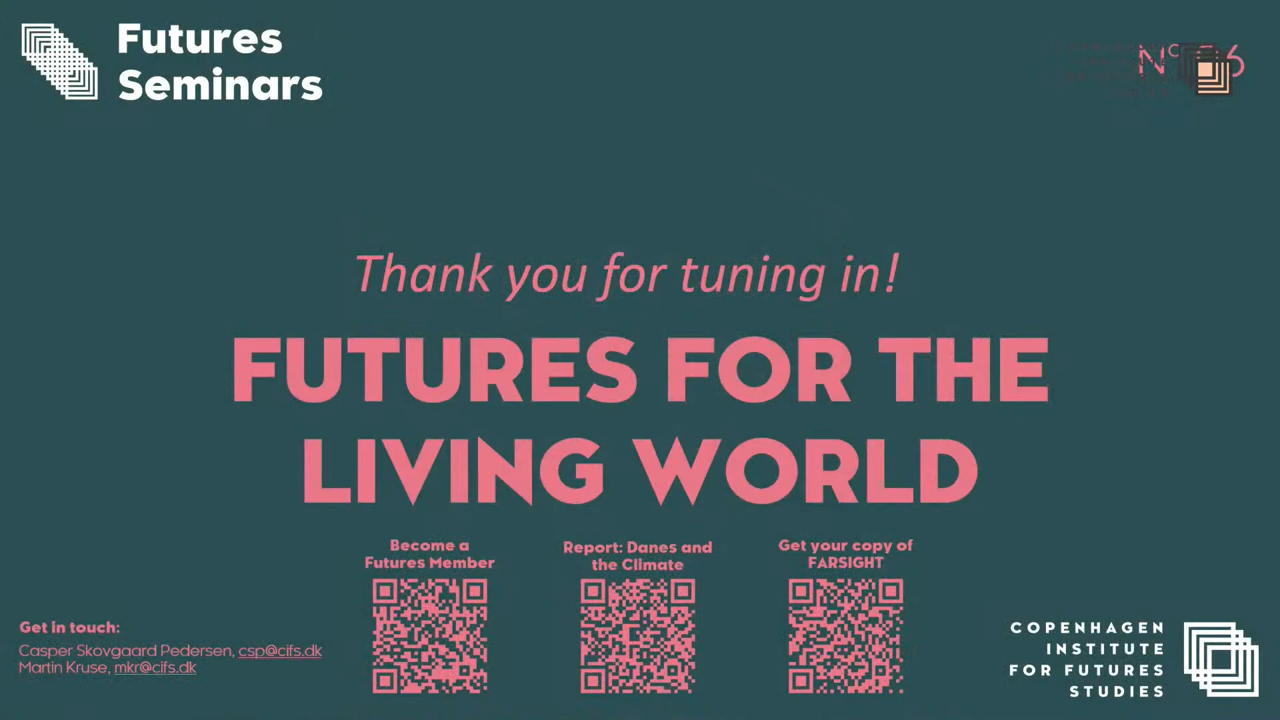 Futures
Seminars
Thank you for tuning in!
FUTURES FOR THE
LIVING WORLD
Become a
Futures Member
Report: Danes and
the Climate
Get your copy of
FARSIGHT
Get in touch:
Casper Skovgaard Pedersen, csp@cifs.dk
Martin Kruse, mkr@cifs.dk
COPENHAGEN
INSTITUTE
FOR FUTURES
STUDIES